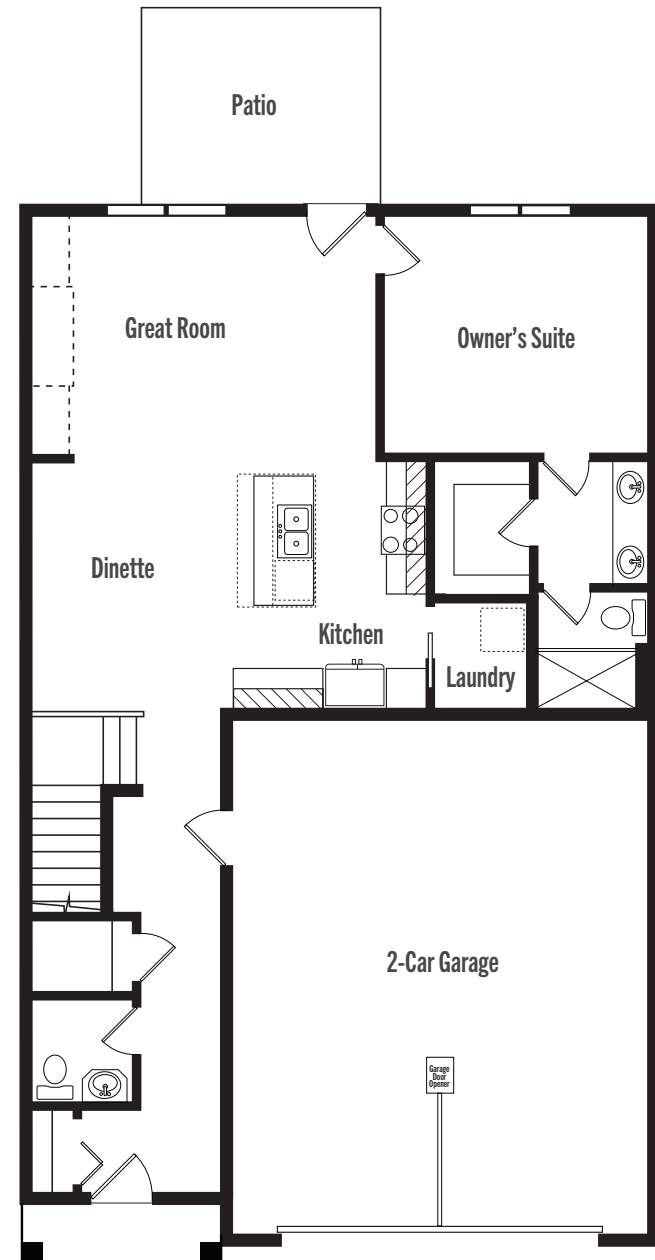 Patio
Great Room
Owner's Suite
Dinette
Kitchen
Laundry
2-Car Garage
Garage
Door
Opener